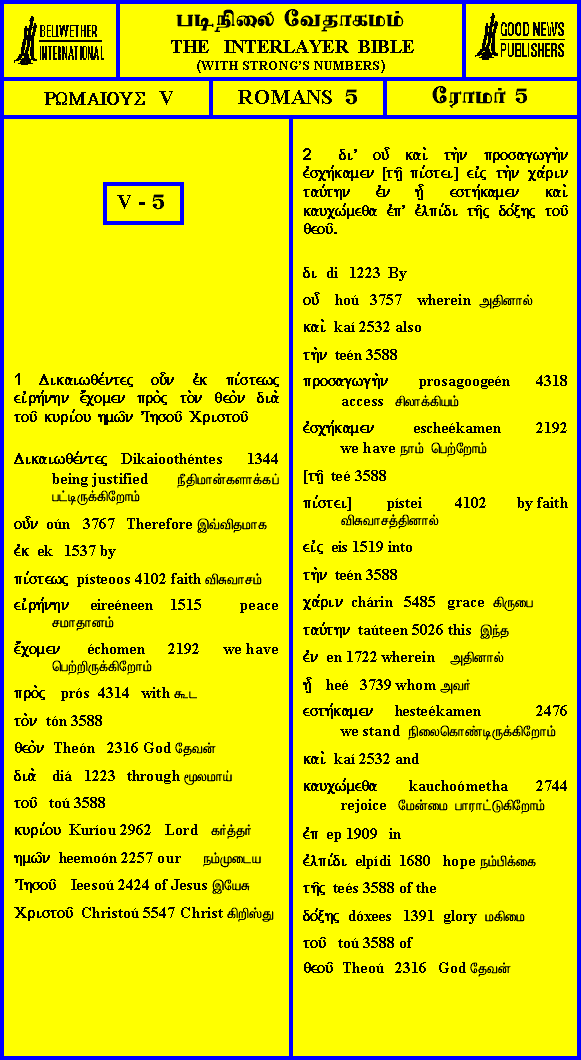 BELLWETHER
INTERNATIONAL
படிநிலை வேதாகமம்
THE INTERLAYER BIBLE
(WITH STRONG'S NUMBERS)
GOOD NEWS
PUBLISHERS
ΡΩΜΑΙΟΥΣ V
ROMANS 5
ரோமர் 5
V - 5
1 Δικαιωθέντες οὖν ἐκ πίστεως
εἰρήνην ἔχομεν πρὸς τὸν θεὸν διὰ
τοῦ κυρίου ημῶν Ἰησοῦ Χριστοῦ
Δικαιωθέντες Dikaioothéntes 1344
being justified நீதிமான்களாக்கப்
பட்டிருக்கிறோம்
οὖν oún 3767 Therefore இவ்விதமாக
ἐκ ek 1537 by
πίστεως písteoos 4102 faith விசுவாசம்
εἰρήνην eireéneen 1515 peace
சமாதானம்
ἔχομεν échomen 2192 we have
பெற்றிருக்கிறோம்
πρὸς prós 4314 with கூட
τὸν tón 3588
θεὸν Theón 2316 God தேவன்
διὰ diá 1223 through மூலமாய்
τοῦ toú 3588
κυρίου Kuríou 2962 Lord கர்த்தர்
ημῶν heemoón 2257 our நம்முடைய
Ἰησοῦ Ieesoú 2424 of Jesus இயேசு
Χριστοῦ Christoú 5547 Christ கிறிஸ்து
2 δι' οὗ καὶ τὴν προσαγωγὴν
ἐσχήκαμεν [τῇ πίστει] εἰς τὴν χάριν
ταύτην ἐν ᾗ εστήκαμεν καὶ
καυχώμεθα ἐπ' ἐλπίδι τῆς δόξης τοῦ
θεοῦ.
δι di 1223 By
οὗ hoú 3757 wherein அதினால்
καὶ kaí 2532 also
τὴν teén 3588
προσαγωγὴν prosagoogeén 4318
access சிலாக்கியம்
ἐσχήκαμεν escheékamen 2192
we have நாம் பெற்றோம்
[τῇ teé 3588
πίστει] pístei 4102 by faith
விசுவாசத்தினால்
εἰς eis 1519 into
τὴν teén 3588
χάριν chárin 5485 grace கிருபை
ταύτην taúteen 5026 this இந்த
ἐν en 1722 wherein அதினால்
ᾗ heé 3739 whom அவர்
εστήκαμεν hesteékamen 2476
we stand நிலைகொண்டிருக்கிறோம்
καὶ kaí 2532 and
καυχώμεθα kauchoómetha 2744
rejoice மேன்மை பாராட்டுகிறோம்
ἐπ ep 1909 in
ἐλπίδι elpídi 1680 hope நம்பிக்கை
τῆς teés 3588 of the
δόξης dóxees 1391 glory மகிமை
τοῦ toú 3588 of
θεοῦ Theoú 2316 God தேவன்